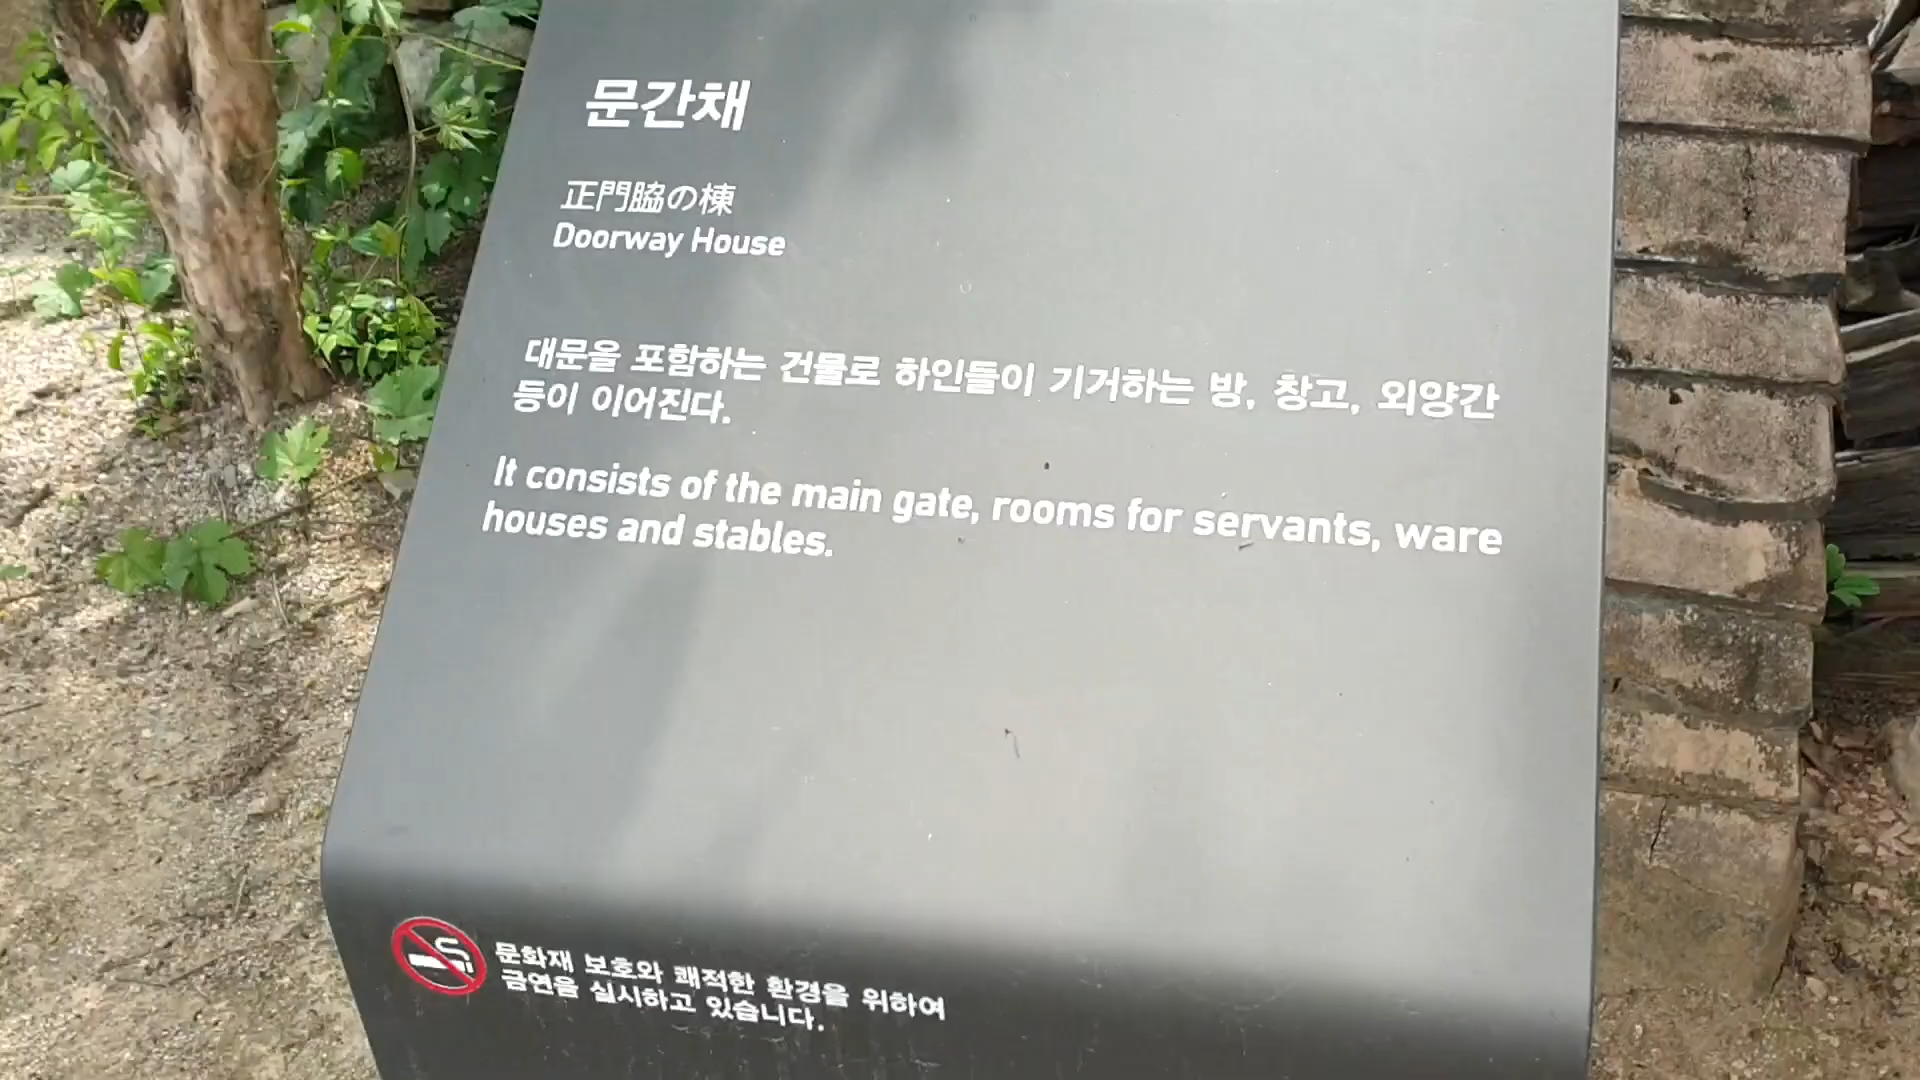 문간채
正門脇の棟
Doorway House
대문을 포함하는 건물로 하인들이 기거하는 방, 창고, 외양간
등이 이어진다.
It consists of the main gate, rooms for servants, ware
houses and stables.
문화재 보호와 쾌적한 환경을 위하여
금연을 실시하고 있습니다.